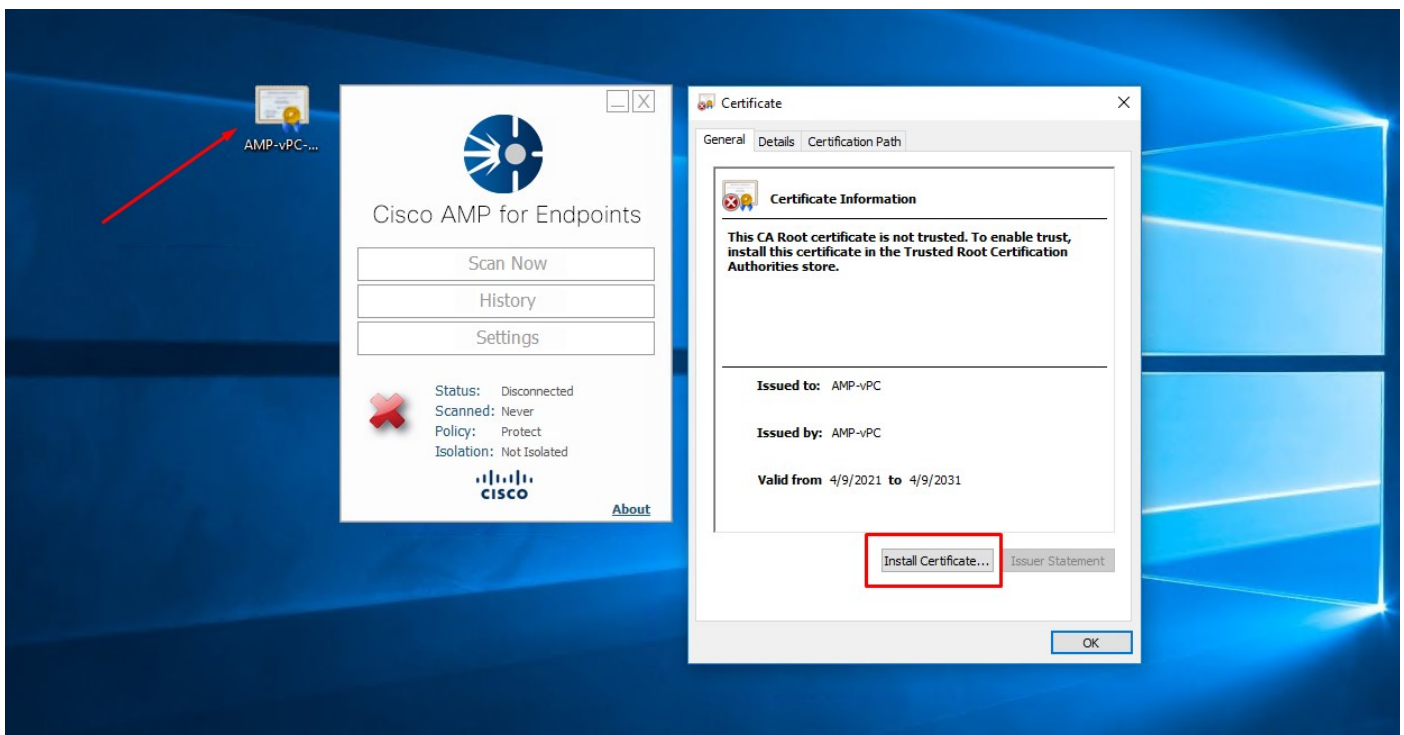 AMP-vPC-...
_ X
Cisco AMP for Endpoints
Scan Now
History
Settings
Status: Disconnected
Scanned: Never
Policy: Protect
Isolation: Not Isolated
CISCO
About
Certificate
General Details Certification Path
Certificate Information
This CA Root certificate is not trusted. To enable trust,
install this certificate in the Trusted Root Certification
Authorities store.
Issued to: AMP-vPC
Issued by: AMP-vPC
Valid from 4/9/2021 to 4/9/2031
Install Certificate... Issuer Statement
OK